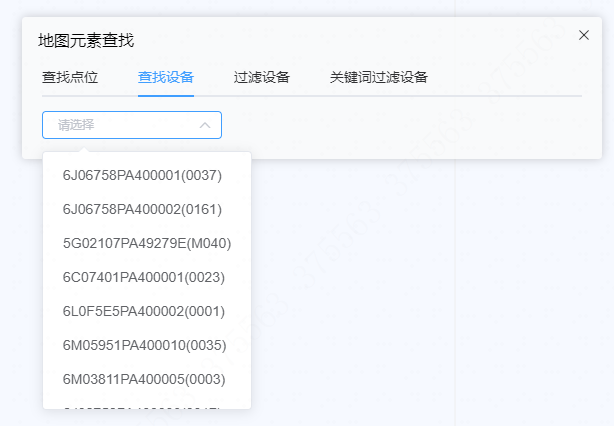 地图元素查找
查找点位 查找设备 过滤设备 关键词过滤设备
请选择
6J06758PA400001(0037)
6J06758PA400002(0161)
5G02107PA49279E(M040)
6C07401PA400001(0023)
6L0F5E5PA400002(0001)
6M05951PA400010(0035)
6M03811PA400005(0003)